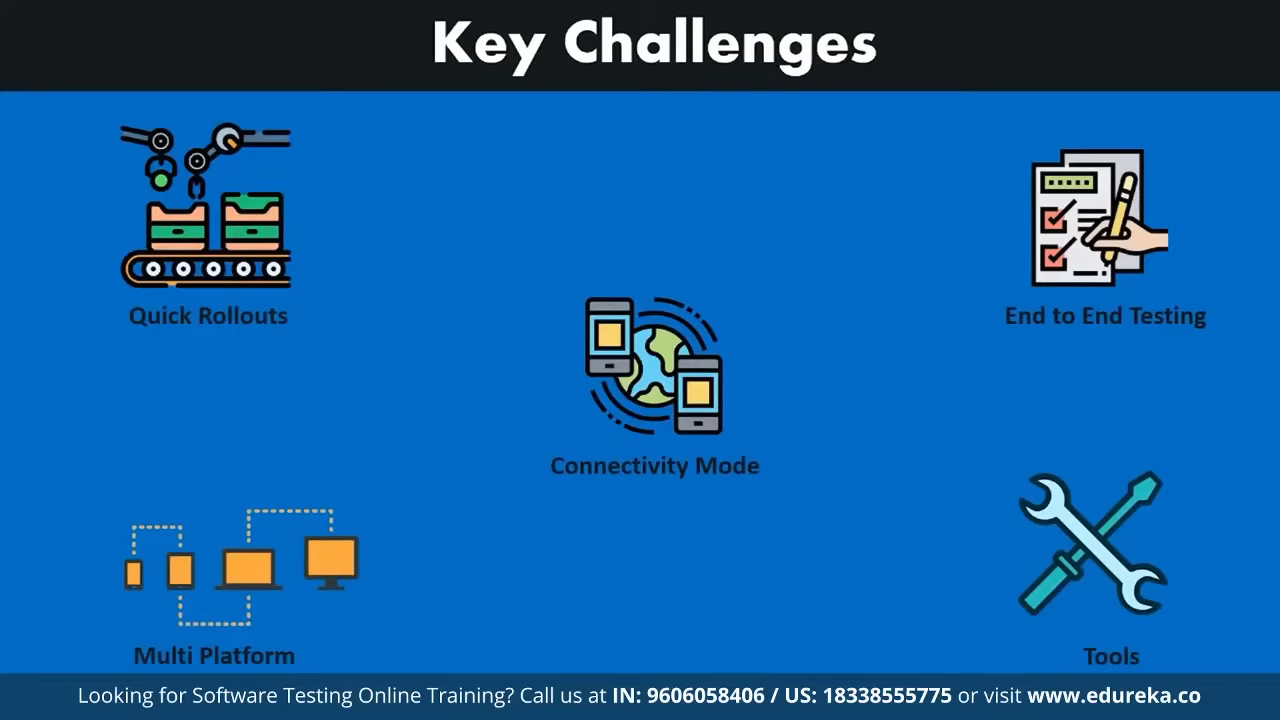 Key Challenges
Quick Rollouts
End to End Testing
Connectivity Mode
Multi Platform
Tools
Looking for Software Testing Online Training? Call us at IN: 9606058406 / US: 18338555775 or visit www.edureka.co